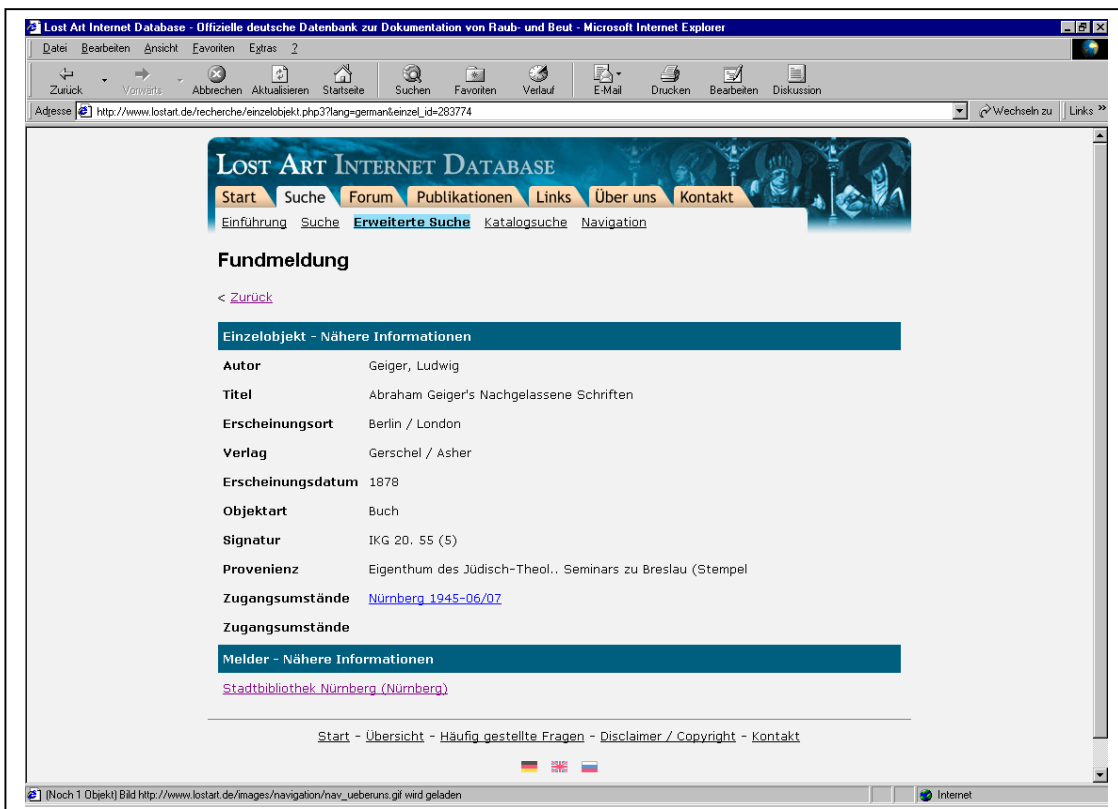 Lost Art Internet Database - Offizielle deutsche Datenbank zur Dokumentation von Raub- und Beut - Microsoft Internet Explorer
Datei Bearbeiten Ansicht Favoriten Extras ?
Zurück Vorwärts Abbrechen Aktualisieren Startseite Suchen Favoriten Verlauf E-Mail Drucken Bearbeiten Diskussion
Adresse http://www.lostart.de/recherche/einzelobjekt.php3?lang=german&einzel_id=283774 Wechseln zu Links »
LOST ART INTERNET DATABASE
Start Suche Forum Publikationen Links Über uns Kontakt
Einführung Suche Erweiterte Suche Katalogsuche Navigation
Fundmeldung
< Zurück
Einzelobjekt - Nähere Informationen
Autor Geiger, Ludwig
Titel Abraham Geiger's Nachgelassene Schriften
Erscheinungsort Berlin / London
Verlag Gerschel / Asher
Erscheinungsdatum 1878
Objektart Buch
Signatur IKG 20. 55 (5)
Provenienz Eigenthum des Jüdisch-Theol.. Seminars zu Breslau (Stempel
Zugangsumstände Nürnberg 1945-06/07
Zugangsumstände
Melder - Nähere Informationen
Stadtbibliothek Nürnberg (Nürnberg)
Start - Übersicht - Häufig gestellte Fragen - Disclaimer / Copyright - Kontakt
(Noch 1 Objekt) Bild http://www.lostart.de/images/navigation/nav_ueberuns.gif wird geladen Internet